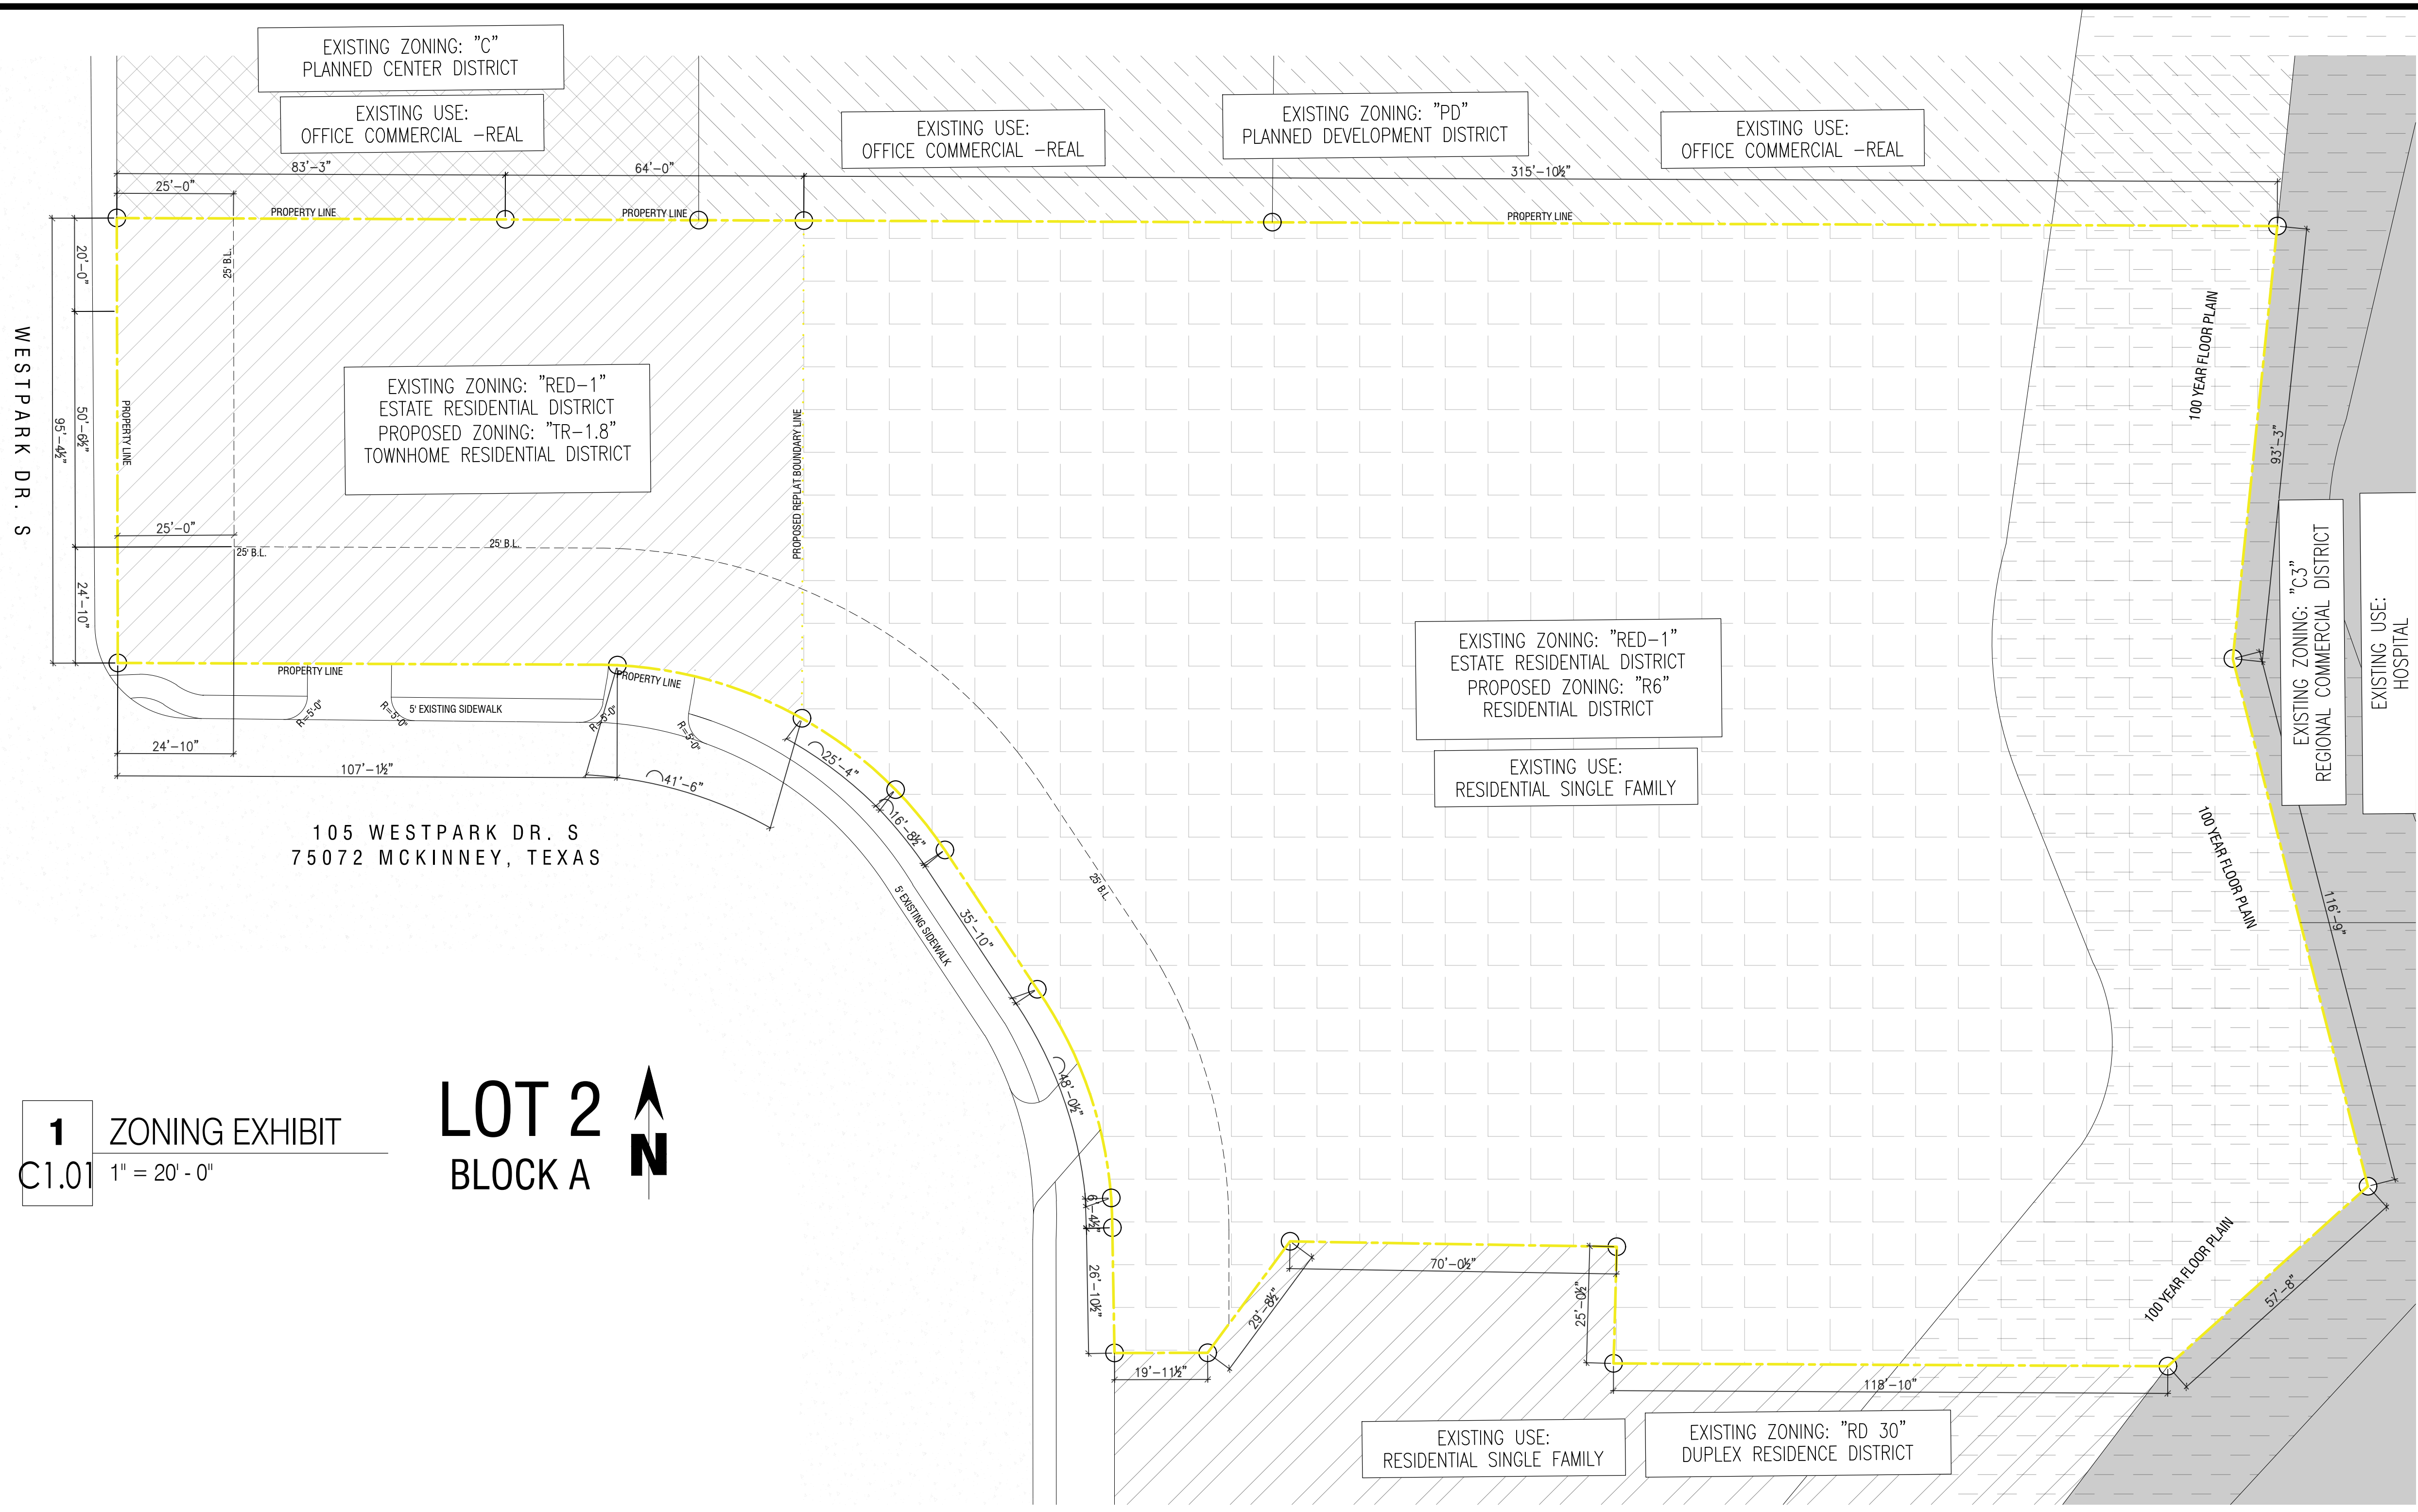 EXISTING ZONING: "C"
PLANNED CENTER DISTRICT
EXISTING USE:
OFFICE COMMERCIAL -REAL
EXISTING USE:
OFFICE COMMERCIAL -REAL
EXISTING ZONING: "PD"
PLANNED DEVELOPMENT DISTRICT
EXISTING USE:
OFFICE COMMERCIAL -REAL
83'-3"
64'-0"
315'-10½"
25'-0"
PROPERTY LINE
PROPERTY LINE
PROPERTY LINE
20'-0"
25' B.L.
WESTPARK DR. S
95'-4½"
50'-6½"
PROPERTY LINE
EXISTING ZONING: "RED-1"
ESTATE RESIDENTIAL DISTRICT
PROPOSED ZONING: "TR-1.8"
TOWNHOME RESIDENTIAL DISTRICT
PROPOSED REPLAT BOUNDARY LINE
100 YEAR FLOOR PLAIN
93'-3"
25'-0"
25' B.L.
25' B.L.
24'-10"
PROPERTY LINE
PROPERTY LINE
R=5'-0"
R=5'-0"
5' EXISTING SIDEWALK
R=5'-0"
R=5'-0"
24'-10"
107'-1½"
41'-6"
25'-4"
16'-8½"
35'-10"
5' EXISTING SIDEWALK
25' B.L.
48'-0½"
EXISTING ZONING: "RED-1"
ESTATE RESIDENTIAL DISTRICT
PROPOSED ZONING: "R6"
RESIDENTIAL DISTRICT
EXISTING USE:
RESIDENTIAL SINGLE FAMILY
EXISTING ZONING: "C3"
REGIONAL COMMERCIAL DISTRICT
EXISTING USE:
HOSPITAL
100 YEAR FLOOR PLAIN
116'-9"
105 WESTPARK DR. S
75072 MCKINNEY, TEXAS
1
C1.01
ZONING EXHIBIT
1" = 20' - 0"
LOT 2
BLOCK A
N
6'-4½"
26'-10½"
19'-11½"
29'-8½"
70'-0½"
25'-0½"
118'-10"
100 YEAR FLOOR PLAIN
57'-8"
EXISTING USE:
RESIDENTIAL SINGLE FAMILY
EXISTING ZONING: "RD 30"
DUPLEX RESIDENCE DISTRICT